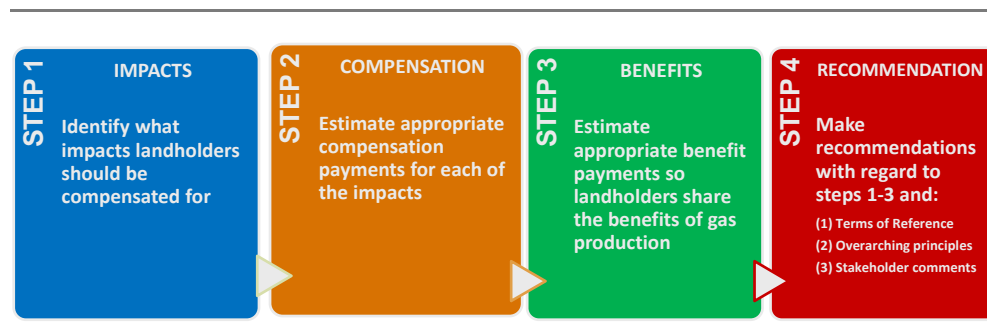 STEP 1
IMPACTS
Identify what
impacts landholders
should be
compensated for
STEP 2
COMPENSATION
Estimate appropriate
compensation
payments for each of
the impacts
STEP 3
BENEFITS
Estimate
appropriate benefit
payments so
landholders share
the benefits of gas
production
STEP 4
RECOMMENDATION
Make
recommendations
with regard to
steps 1-3 and:
(1) Terms of Reference
(2) Overarching principles
(3) Stakeholder comments